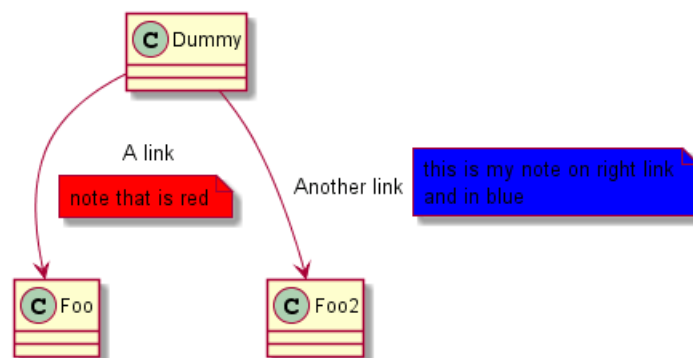 C Dummy
A link
note that is red
Another link
this is my note on right link
and in blue
C Foo
C Foo2